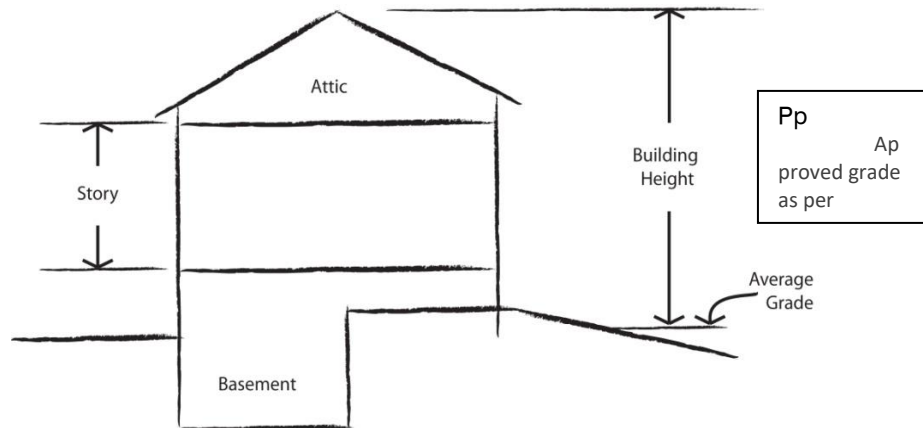 Attic
Story
Building
Height
Pp
Ap
proved grade
as per
Average
Grade
Basement